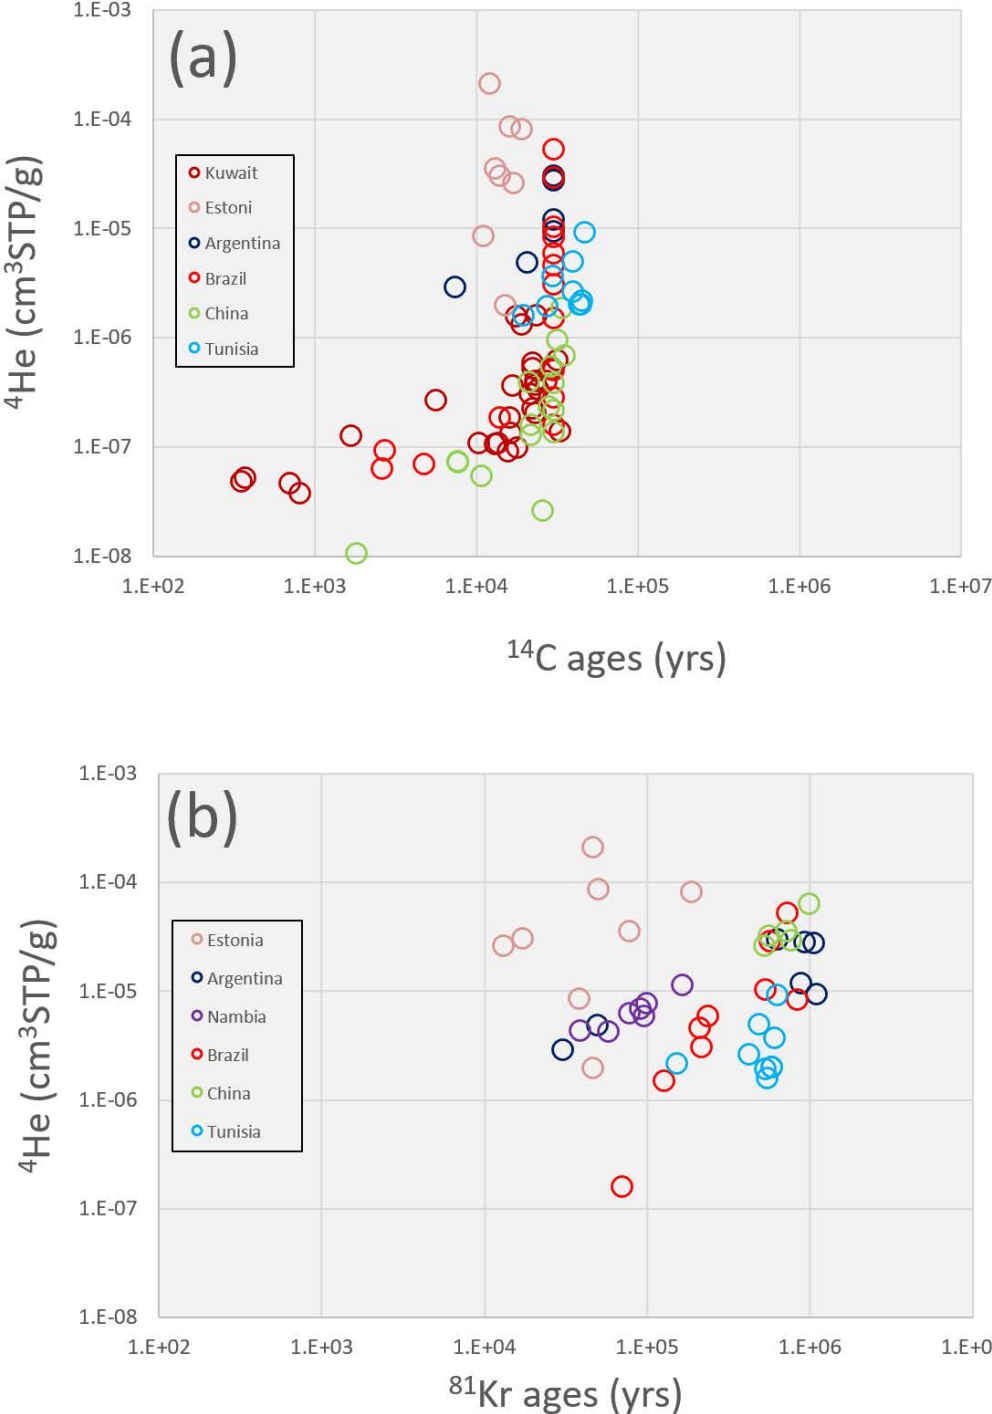 1.E-03
(a)
1.E-04
Kuwait
Estoni
Argentina
Brazil
China
Tunisia
1.E-05
1.E-06
1.E-07
1.E-08
⁴He (cm³STP/g)
1.E+02 1.E+03 1.E+04 1.E+05 1.E+06 1.E+07
¹⁴C ages (yrs)
1.E-03
(b)
1.E-04
Estonia
Argentina
Nambia
Brazil
China
Tunisia
1.E-05
1.E-06
1.E-07
1.E-08
⁴He (cm³STP/g)
1.E+02 1.E+03 1.E+04 1.E+05 1.E+06 1.E+0
⁸¹Kr ages (yrs)